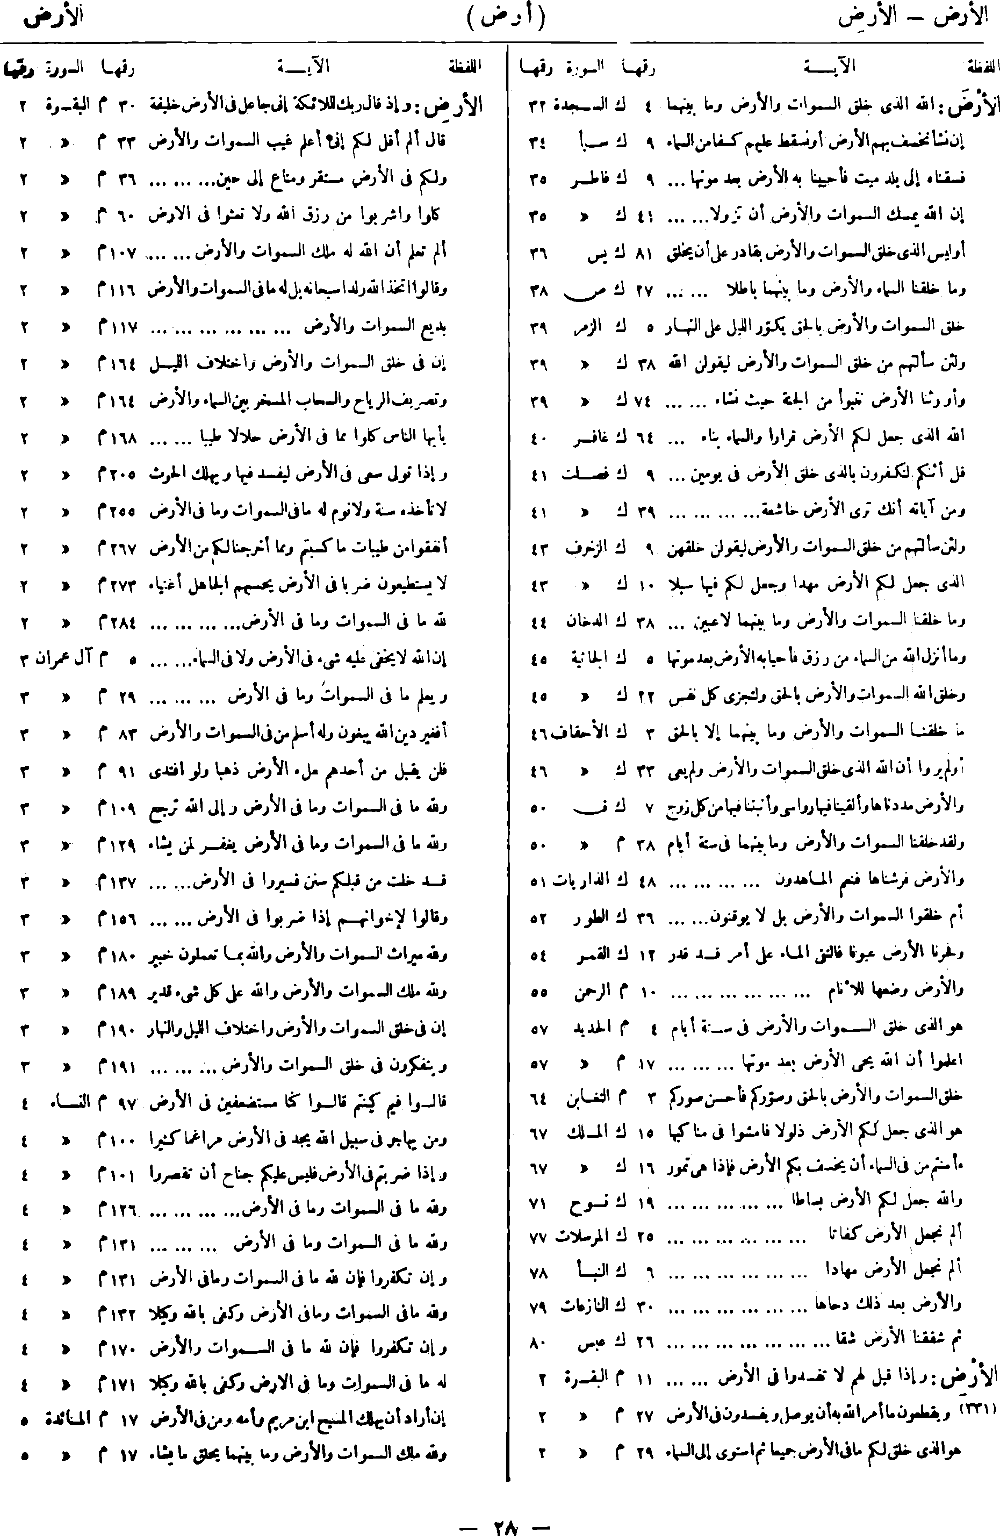 الأرض – الأرض (أرض) الأرض
اللفظة الآيـــة رقمها السورة رقمها
الأَرْضَ: الله الذى خلق السموات والأرض وما بينهما ٤ ك السجدة ٣٢
إن نشأ نخسف بهم الأرض أو نسقط عليهم كسفا من السماء ٩ ك سبأ ٣٤
فسقناه إلى بلد ميت فأحيينا به الأرض بعد موتها ... ٩ ك فاطر ٣٥
إن الله يمسك السموات والأرض أن تزولا ... ... ٤١ ك « ٣٥
أوليس الذى خلق السموات والأرض بقادر على أن يخلق ٨١ ك يس ٣٦
وما خلقنا السماء والأرض وما بينهما باطلا ... ... ٢٧ ك ص ٣٨
خلق السموات والأرض بالحق يكوّر الليل على النهار ٥ ك الزمر ٣٩
ولئن سألتهم من خلق السموات والأرض ليقولن الله ٣٨ ك « ٣٩
وأورثنا الأرض نتبوأ من الجنة حيث نشاء ... ... ٧٤ ك « ٣٩
الله الذى جعل لكم الأرض قرارا والسماء بناء ... ٦٤ ك غافر ٤٠
قل أئنكم لتكفرون بالذى خلق الأرض فى يومين ... ٩ ك فصلت ٤١
ومن آياته أنك ترى الأرض خاشعة ... ... ... ... ٣٩ ك « ٤١
ولئن سألتهم من خلق السموات والأرض ليقولن خلقهن ٩ ك الزخرف ٤٣
الذى جعل لكم الأرض مهدا وجعل لكم فيها سبلا ١٠ ك « ٤٣
وما خلقنا السموات والأرض وما بينهما لاعبين ... ٣٨ ك الدخان ٤٤
وما أنزل الله من السماء من رزق فأحيا به الأرض بعد موتها ٥ ك الجاثية ٤٥
وخلق الله السموات والأرض بالحق ولتجزى كل نفس ٢٢ ك « ٤٥
ما خلقنا السموات والأرض وما بينهما إلا بالحق ٣ ك الأحقاف ٤٦
أولم يروا أن الله الذى خلق السموات والأرض ولم يعى ٣٣ ك « ٤٦
والأرض مددناها وألقينا فيها رواسى وأنبتنا فيها من كل زوج ٧ ك ق ٥٠
ولقد خلقنا السموات والأرض وما بينهما فى ستة أيام ٣٨ م « ٥٠
والأرض فرشناها فنعم الماهدون ... ... ... ... ٤٨ ك الذاريات ٥١
أم خلقوا السموات والأرض بل لا يوقنون ... ... ٣٦ ك الطور ٥٢
وفجرنا الأرض عيونا فالتقى الماء على أمر قد قدر ١٢ ك القمر ٥٤
والأرض وضعها للأنام ... ... ... ... ... ... ١٠ م الرحمن ٥٥
هو الذى خلق السموات والأرض فى ستة أيام ٤ م الحديد ٥٧
اعلموا أن الله يحى الأرض بعد موتها ... ... ... ١٧ م « ٥٧
خلق السموات والأرض بالحق وصوّركم فأحسن صوركم ٣ م التغابن ٦٤
هو الذى جعل لكم الأرض ذلولا فامشوا فى مناكبها ١٥ ك الملك ٦٧
ءأمنتم من فى السماء أن يخسف بكم الأرض فإذا هى تمور ١٦ ك « ٦٧
والله جعل لكم الأرض بساطا ... ... ... ... ... ١٩ ك نوح ٧١
ألم نجعل الأرض كفاتا ... ... ... ... ... ... ٢٥ ك المرسلات ٧٧
ألم نجعل الأرض مهادا ... ... ... ... ... ... ٦ ك النبأ ٧٨
والأرض بعد ذلك دحاها ... ... ... ... ... ... ٣٠ ك النازعات ٧٩
ثم شققنا الأرض شقا ... ... ... ... ... ... ... ٢٦ ك عبس ٨٠
الأَرْضِ: وإذا قيل لهم لا تفسدوا فى الأرض ... ... ١١ م البقرة ٢
(٣٣١) ويقطعون ما أمر الله به أن يوصل ويفسدون فى الأرض ٢٧ م « ٢
هو الذى خلق لكم مافى الأرض جميعا ثم استوى إلى السماء ٢٩ م « ٢
اللفظة الآيـــة رقمها السورة رقمها
الأَرْضِ: وإذ قال ربك للملائكة إنى جاعل فى الأرض خليفة ٣٠ م البقرة ٢
قال ألم أقل لكم إنى أعلم غيب السموات والأرض ٣٣ م « ٢
ولكم فى الأرض مستقر ومتاع إلى حين ... ... ... ٣٦ م « ٢
كلوا واشربوا من رزق الله ولا تعثوا فى الارض ٦٠ م « ٢
ألم تعلم أن الله له ملك السموات والأرض ... ... ١٠٧ م « ٢
وقالوا اتخذ الله ولدا سبحانه بل له مافى السموات والأرض ١١٦ م « ٢
بديع السموات والأرض ... ... ... ... ... ... ١١٧ م « ٢
إن فى خلق السموات والأرض واختلاف الليل ١٦٤ م « ٢
وتصريف الرياح والسحاب المسخر بين السماء والأرض ١٦٤ م « ٢
يأيها الناس كلوا مما فى الأرض حلالا طيبا ... ... ١٦٨ م « ٢
وإذا تولى سعى فى الأرض ليفسد فيها ويهلك الحرث ٢٠٥ م « ٢
لا تأخذه سنة ولا نوم له مافى السموات وما فى الأرض ٢٥٥ م « ٢
أنفقوا من طيبات ما كسبتم ومما أخرجنا لكم من الأرض ٢٦٧ م « ٢
لا يستطيعون ضربا فى الأرض يحسبهم الجاهل أغنياء ٢٧٣ م « ٢
لله ما فى السموات وما فى الأرض ... ... ... ... ٢٨٤ م « ٢
إن الله لا يخفى عليه شىء فى الأرض ولا فى السماء ... ... ٥ م آل عمران ٣
ويعلم ما فى السموات وما فى الأرض ... ... ... ٢٩ م « ٣
أفغير دين الله يبغون وله أسلم من فى السموات والأرض ٨٣ م « ٣
فلن يقبل من أحدهم ملء الأرض ذهبا ولو افتدى ٩١ م « ٣
ولله ما فى السموات وما فى الأرض وإلى الله ترجع ١٠٩ م « ٣
ولله ما فى السموات وما فى الأرض يغفر لمن يشاء ١٢٩ م « ٣
قد خلت من قبلكم سنن فسيروا فى الأرض ... ... ١٣٧ م « ٣
وقالوا لإخوانهم إذا ضربوا فى الأرض ... ... ١٥٦ م « ٣
ولله ميراث السموات والأرض والله بما تعملون خبير ١٨٠ م « ٣
ولله ملك السموات والأرض والله على كل شىء قدير ١٨٩ م « ٣
إن فى خلق السموات والأرض واختلاف الليل والنهار ١٩٠ م « ٣
ويتفكرون فى خلق السموات والأرض ... ... ... ١٩١ م « ٣
قالوا فيم كنتم قالوا كنا مستضعفين فى الأرض ٩٧ م النساء ٤
ومن يهاجر فى سبيل الله يجد فى الأرض مراغما كثيرا ١٠٠ م « ٤
وإذا ضربتم فى الأرض فليس عليكم جناح أن تقصروا ١٠١ م « ٤
ولله ما فى السموات وما فى الأرض ... ... ... ... ١٢٦ م « ٤
ولله ما فى السموات وما فى الأرض ... ... ... ١٣١ م « ٤
وإن تكفروا فإن لله ما فى السموات ومافى الأرض ١٣١ م « ٤
ولله مافى السموات ومافى الأرض وكفى بالله وكيلا ١٣٢ م « ٤
وإن تكفروا فإن لله ما فى السموات والأرض ١٧٠ م « ٤
له ما فى السموات وما فى الارض وكفى بالله وكيلا ١٧١ م « ٤
إن أراد أن يهلك المسيح ابن مريم وأمه ومن فى الأرض ١٧ م المائدة ٥
ولله ملك السموات والأرض وما بينهما يخلق ما يشاء ١٧ م « ٥
— ٢٨ —